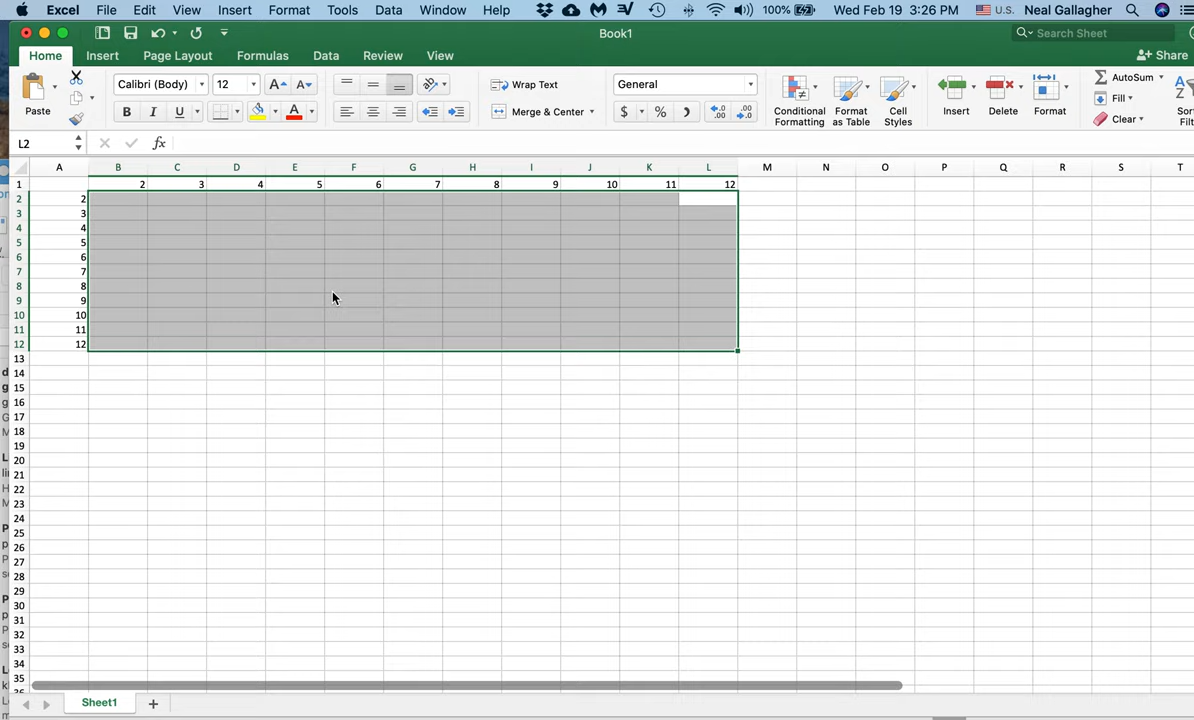 Excel File Edit View Insert Format Tools Data Window Help 100% Wed Feb 19 3:26 PM U.S. Neal Gallagher
Book1
Search Sheet
Home Insert Page Layout Formulas Data Review View
Share
Paste
Calibri (Body) 12
B I U
A
Wrap Text
Merge & Center
General
$ % 
Conditional Formatting
Format as Table
Cell Styles
Insert
Delete
Format
AutoSum
Fill
Clear
Sort
Filt
L2 fx
A B C D E F G H I J K L M N O P Q R S T
1 2 3 4 5 6 7 8 9 10 11 12
2 2
3 3
4 4
5 5
6 6
7 7
8 8
9 9
10 10
11 11
12 12
13
14
15
16
17
18
19
20
21
22
23
24
25
26
27
28
29
30
31
32
33
34
35
Sheet1 +